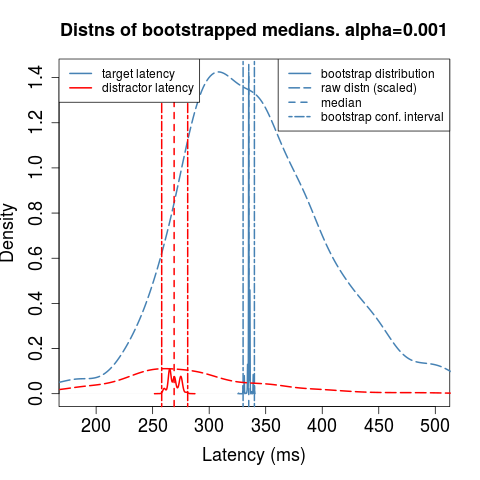 Distns of bootstrapped medians. alpha=0.001
target latency
distractor latency
bootstrap distribution
raw distn (scaled)
median
bootstrap conf. interval
Density
1.4
1.2
1.0
0.8
0.6
0.4
0.2
0.0
200 250 300 350 400 450 500
Latency (ms)